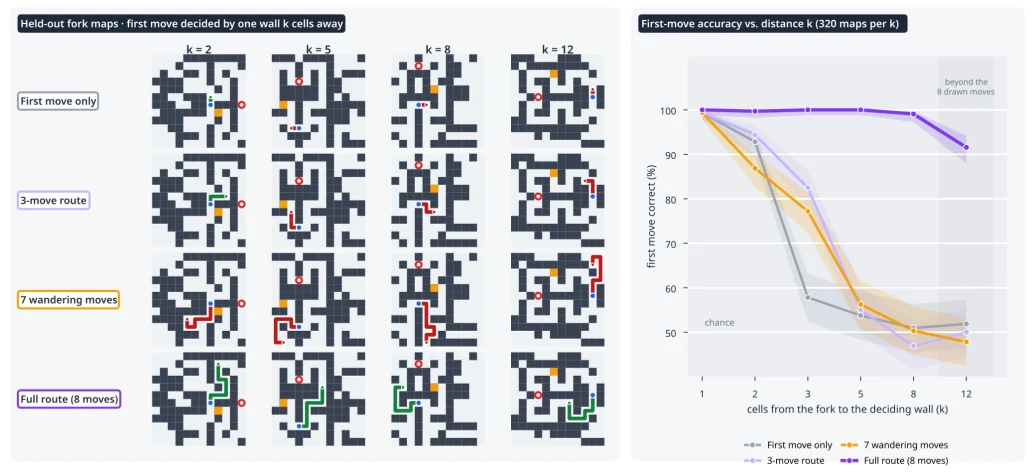 Held-out fork maps · first move decided by one wall k cells away
k = 2 k = 5 k = 8 k = 12
First move only
3-move route
7 wandering moves
Full route (8 moves)
First-move accuracy vs. distance k (320 maps per k)
beyond the
8 drawn moves
100
90
80
70
60
50
first move correct (%)
chance
1 2 3 5 8 12
cells from the fork to the deciding wall (k)
First move only 7 wandering moves
3-move route Full route (8 moves)